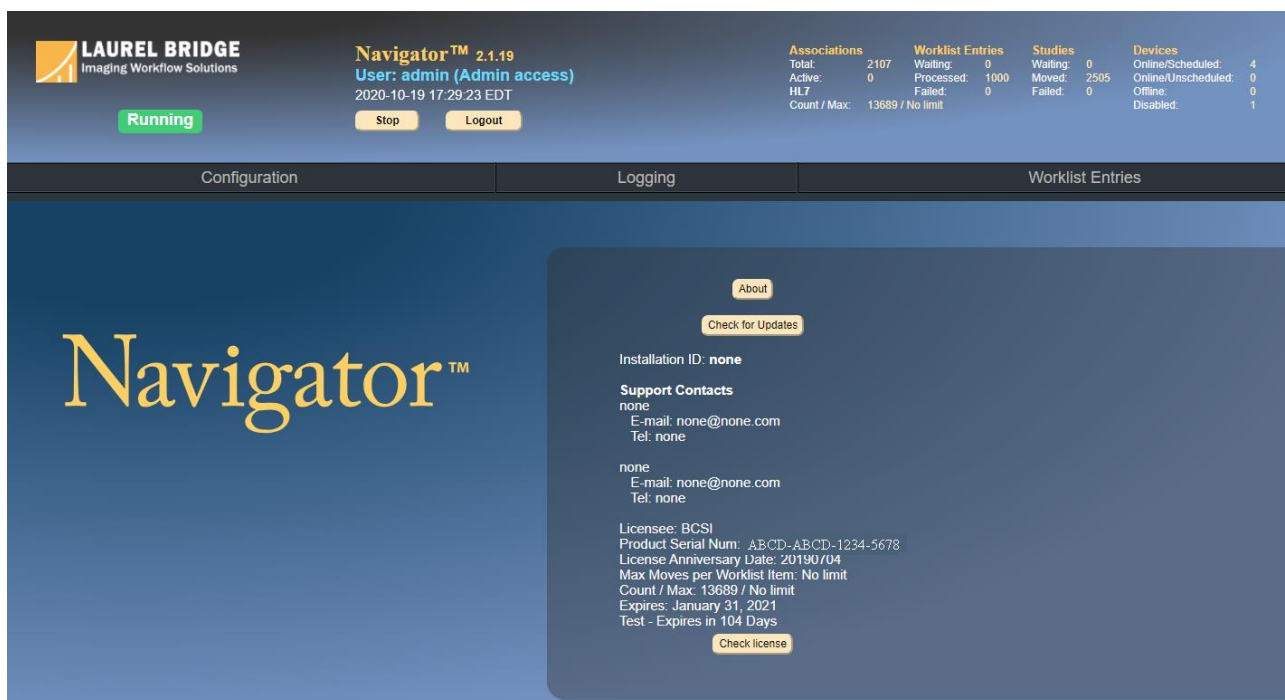 LAUREL BRIDGE
Imaging Workflow Solutions
Running
Navigator™ 2.1.19
User: admin (Admin access)
2020-10-19 17:29:23 EDT
Stop Logout
Associations Worklist Entries Studies Devices
Total: 2107 Waiting: 0 Waiting: 0 Online/Scheduled: 4
Active: 0 Processed: 1000 Moved: 2505 Online/Unscheduled: 0
HL7 Failed: 0 Failed: 0 Offline: 0
Count / Max: 13689 / No limit Disabled: 1
Configuration Logging Worklist Entries
Navigator™
About
Check for Updates
Installation ID: none
Support Contacts
none
E-mail: none@none.com
Tel: none
none
E-mail: none@none.com
Tel: none
Licensee: BCSI
Product Serial Num: ABCD-ABCD-1234-5678
License Anniversary Date: 20190704
Max Moves per Worklist Item: No limit
Count / Max: 13689 / No limit
Expires: January 31, 2021
Test - Expires in 104 Days
Check license